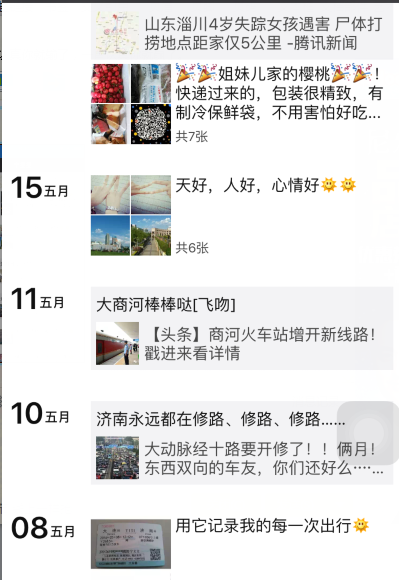 山东淄川4岁失踪女孩遇害 尸体打
捞地点距家仅5公里 -腾讯新闻
🎉🎉姐妹儿家的樱桃🎉🎉！
快递过来的，包装很精致，有
制冷保鲜袋，不用害怕好吃...
共7张
15五月
天好，人好，心情好🌞🌞
共6张
11五月
大商河棒棒哒[飞吻]
【头条】商河火车站增开新线路！
戳进来看详情
10五月
济南永远都在修路、修路、修路……
大动脉经十路要开修了！！俩月！
东西双向的车友，你们还好么·····...
08五月
用它记录我的每一次出行🌞